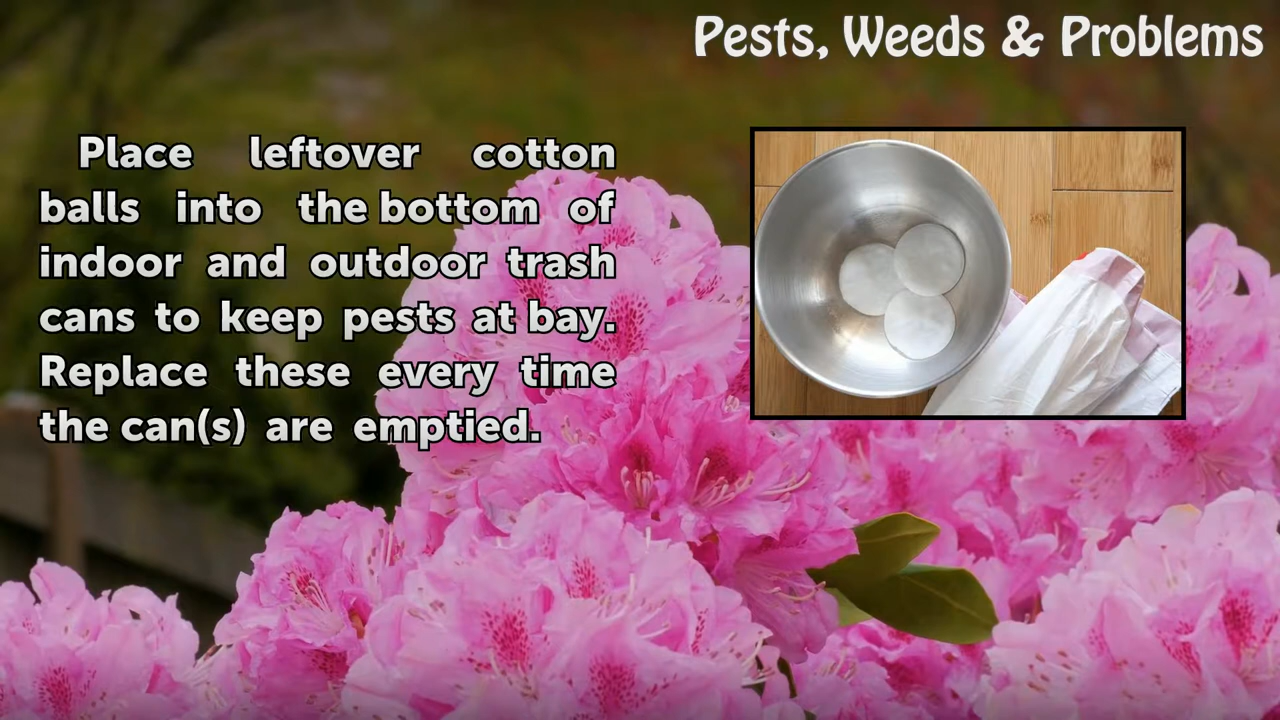 Pests, Weeds & Problems
Place leftover cotton
balls into the bottom of
indoor and outdoor trash
cans to keep pests at bay.
Replace these every time
the can(s) are emptied.